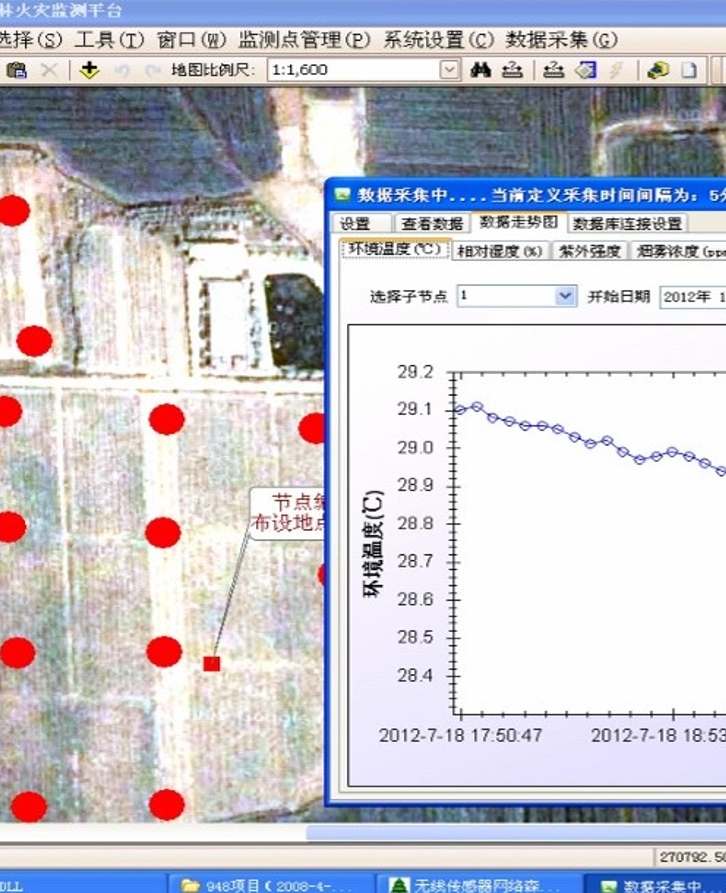 林火灾监测平台
选择(S) 工具(T) 窗口(W) 监测点管理(P) 系统设置(C) 数据采集(G)
地图比例尺: 1:1,600
数据采集中....当前定义采集时间间隔为: 5分
设置 查看数据 数据走势图 数据库连接设置
环境温度(℃) 相对湿度(%) 紫外强度 烟雾浓度(ppm
选择子节点 1 开始日期 2012年 1
29.2
29.1
29.0
28.9
28.8
28.7
28.6
28.5
28.4
环境温度(℃)
2012-7-18 17:50:47 2012-7-18 18:53
节点编
布设地点
270792.50
DLL 948项目(2008-4-... 无线传感器网络森... 数据采集中..